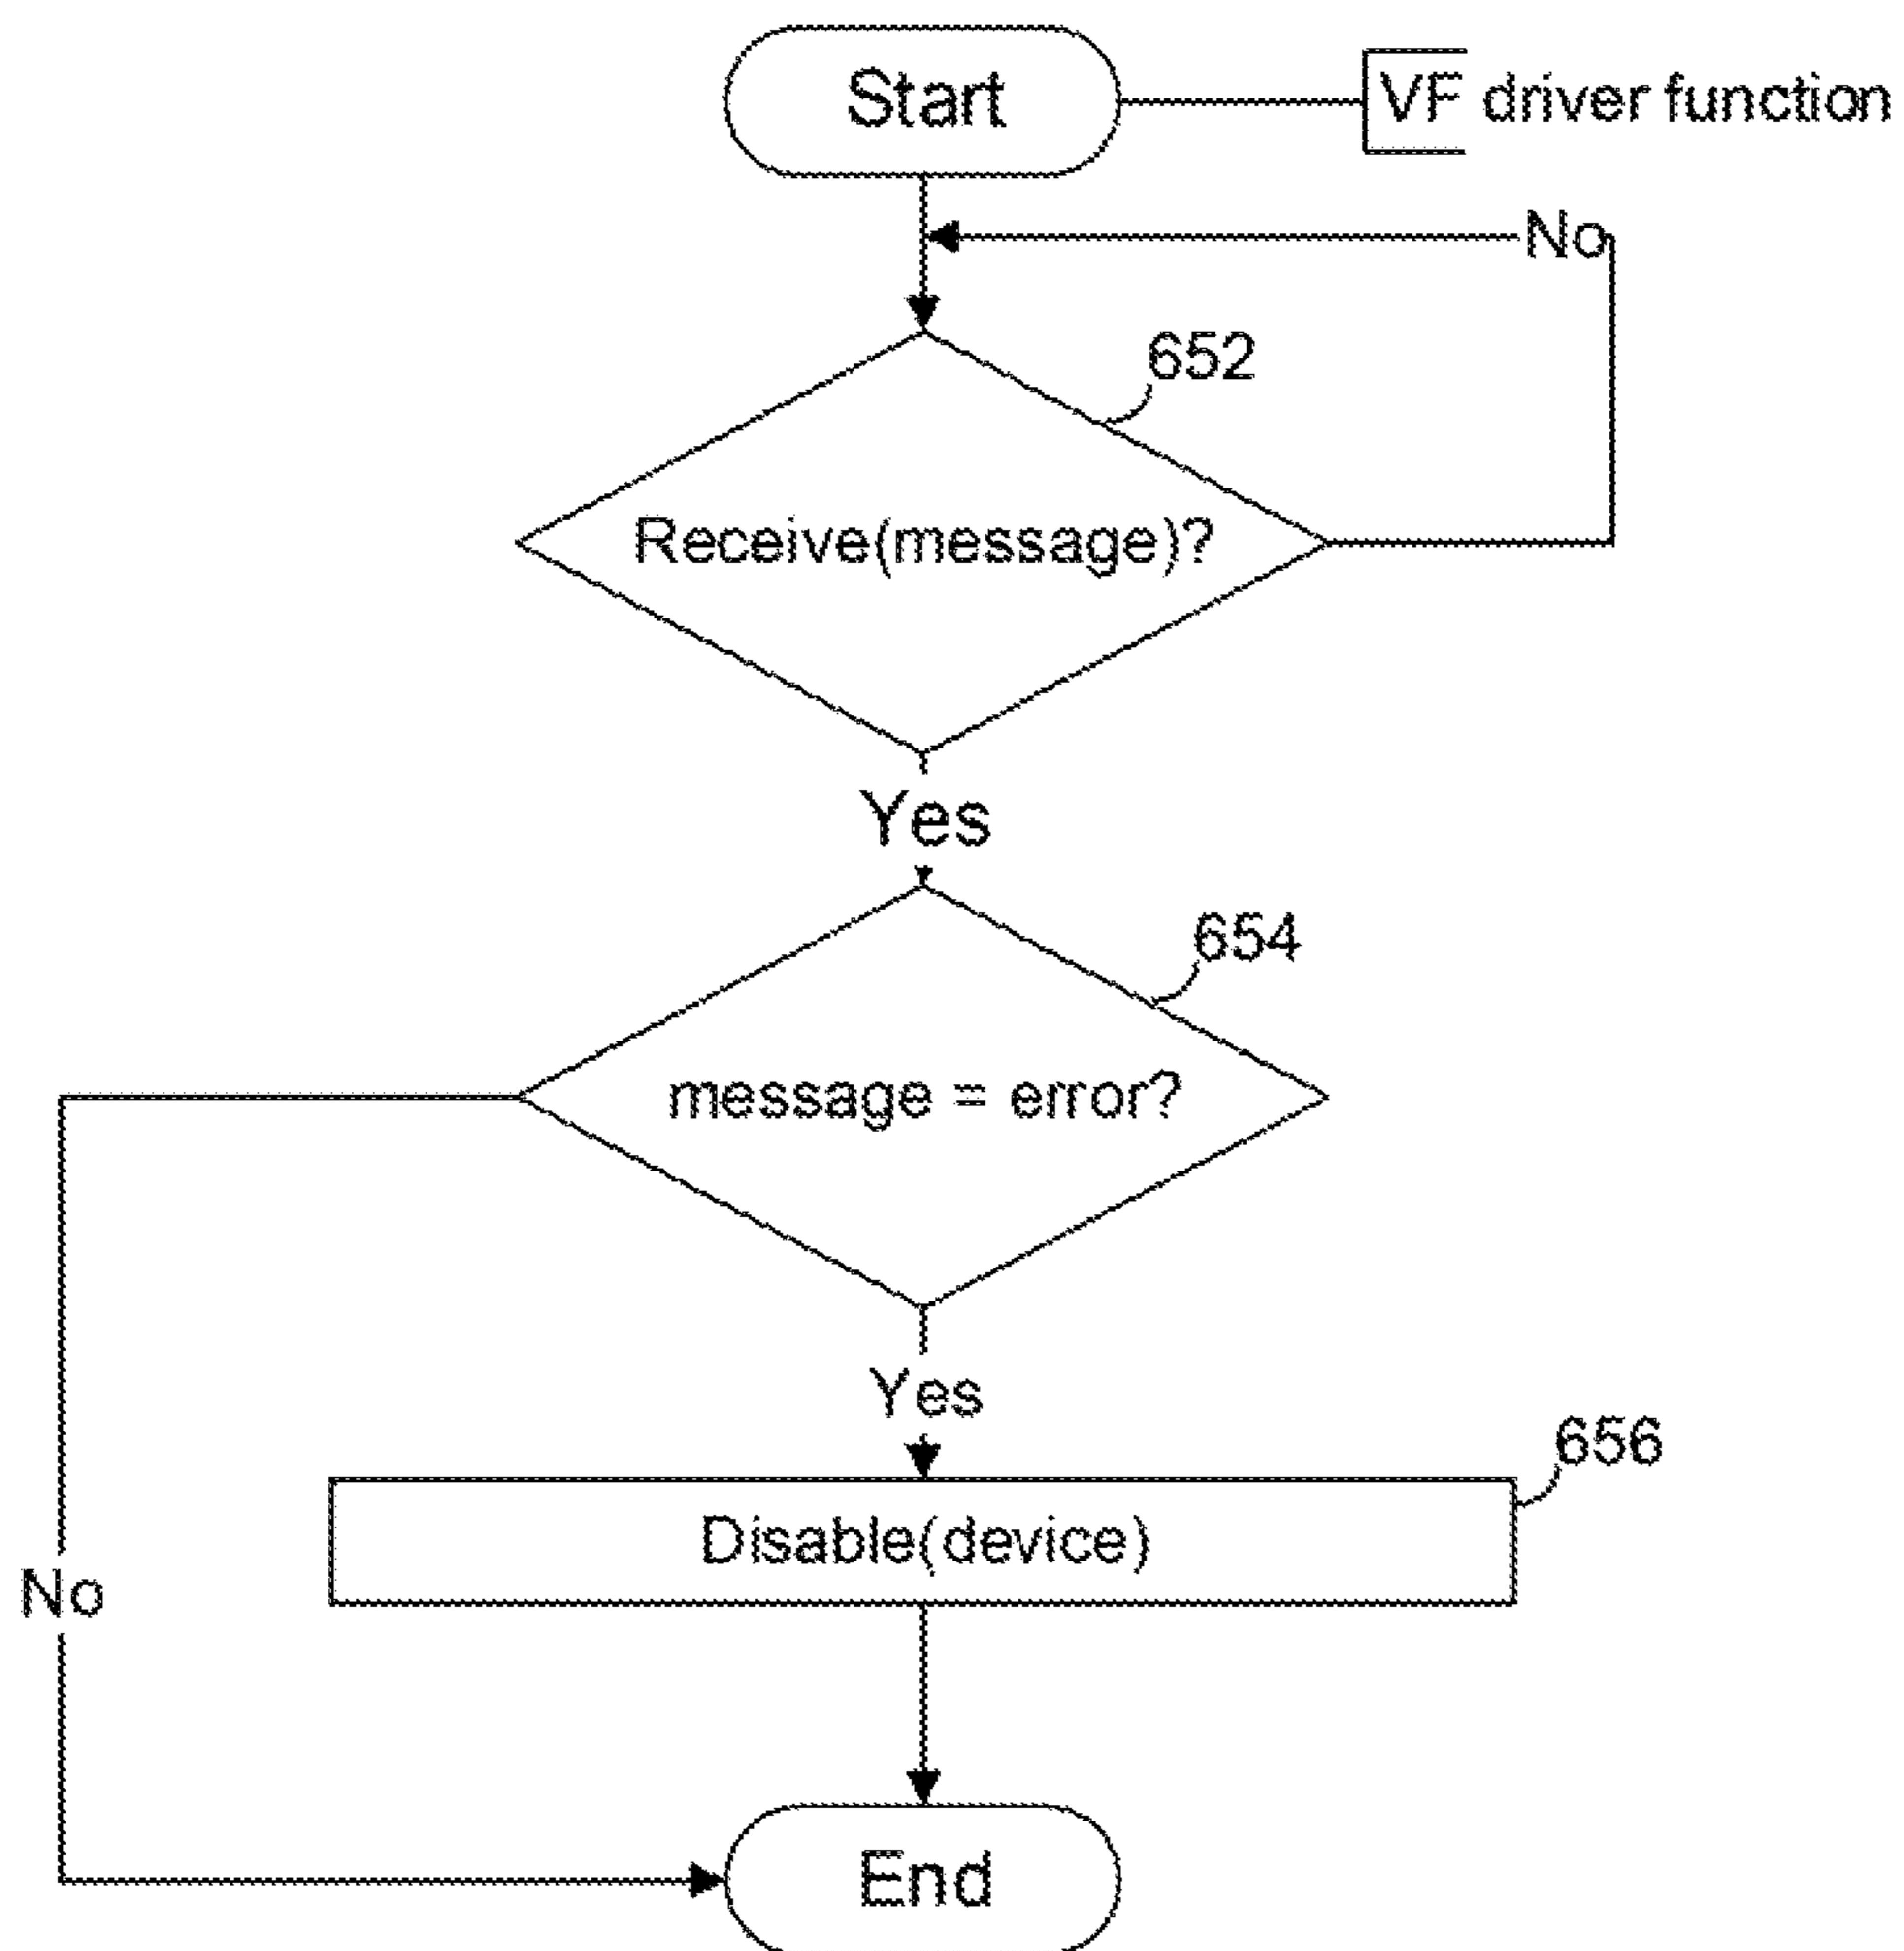 Start
VF driver function
No
652
Receive(message)?
Yes
654
message = error?
Yes
656
Disable(device)
No
End